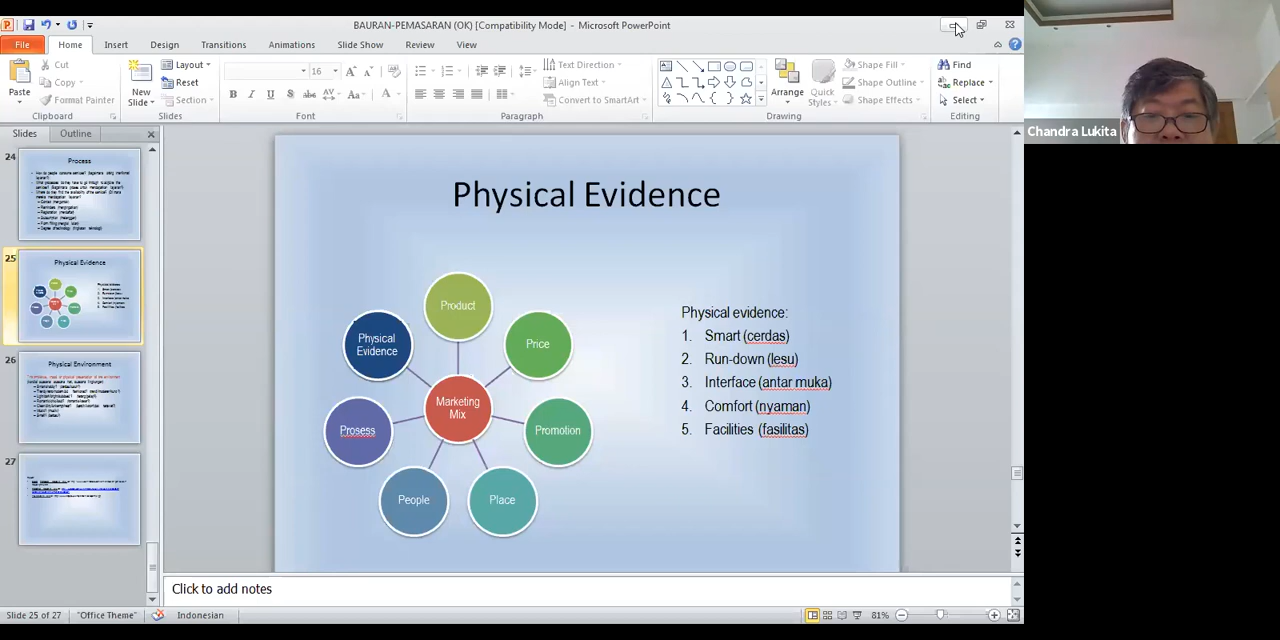 BAURAN-PEMASARAN (OK) [Compatibility Mode] - Microsoft PowerPoint
File Home Insert Design Transitions Animations Slide Show Review View
Paste
Cut
Copy
Format Painter
Clipboard
New Slide
Layout
Reset
Section
Slides
16
B I U S abc AV Aa A
Font
Text Direction
Align Text
Convert to SmartArt
Paragraph
Arrange
Quick Styles
Shape Fill
Shape Outline
Shape Effects
Drawing
Find
Replace
Select
Editing
Chandra Lukita
Slides Outline
24
Process
25
Physical Evidence
26
Physical Environment
27
Physical Evidence
Product
Physical Evidence
Price
Marketing Mix
Prosess
Promotion
People
Place
Physical evidence:
1. Smart (cerdas)
2. Run-down (lesu)
3. Interface (antar muka)
4. Comfort (nyaman)
5. Facilities (fasilitas)
Click to add notes
Slide 25 of 27 "Office Theme" Indonesian 81%